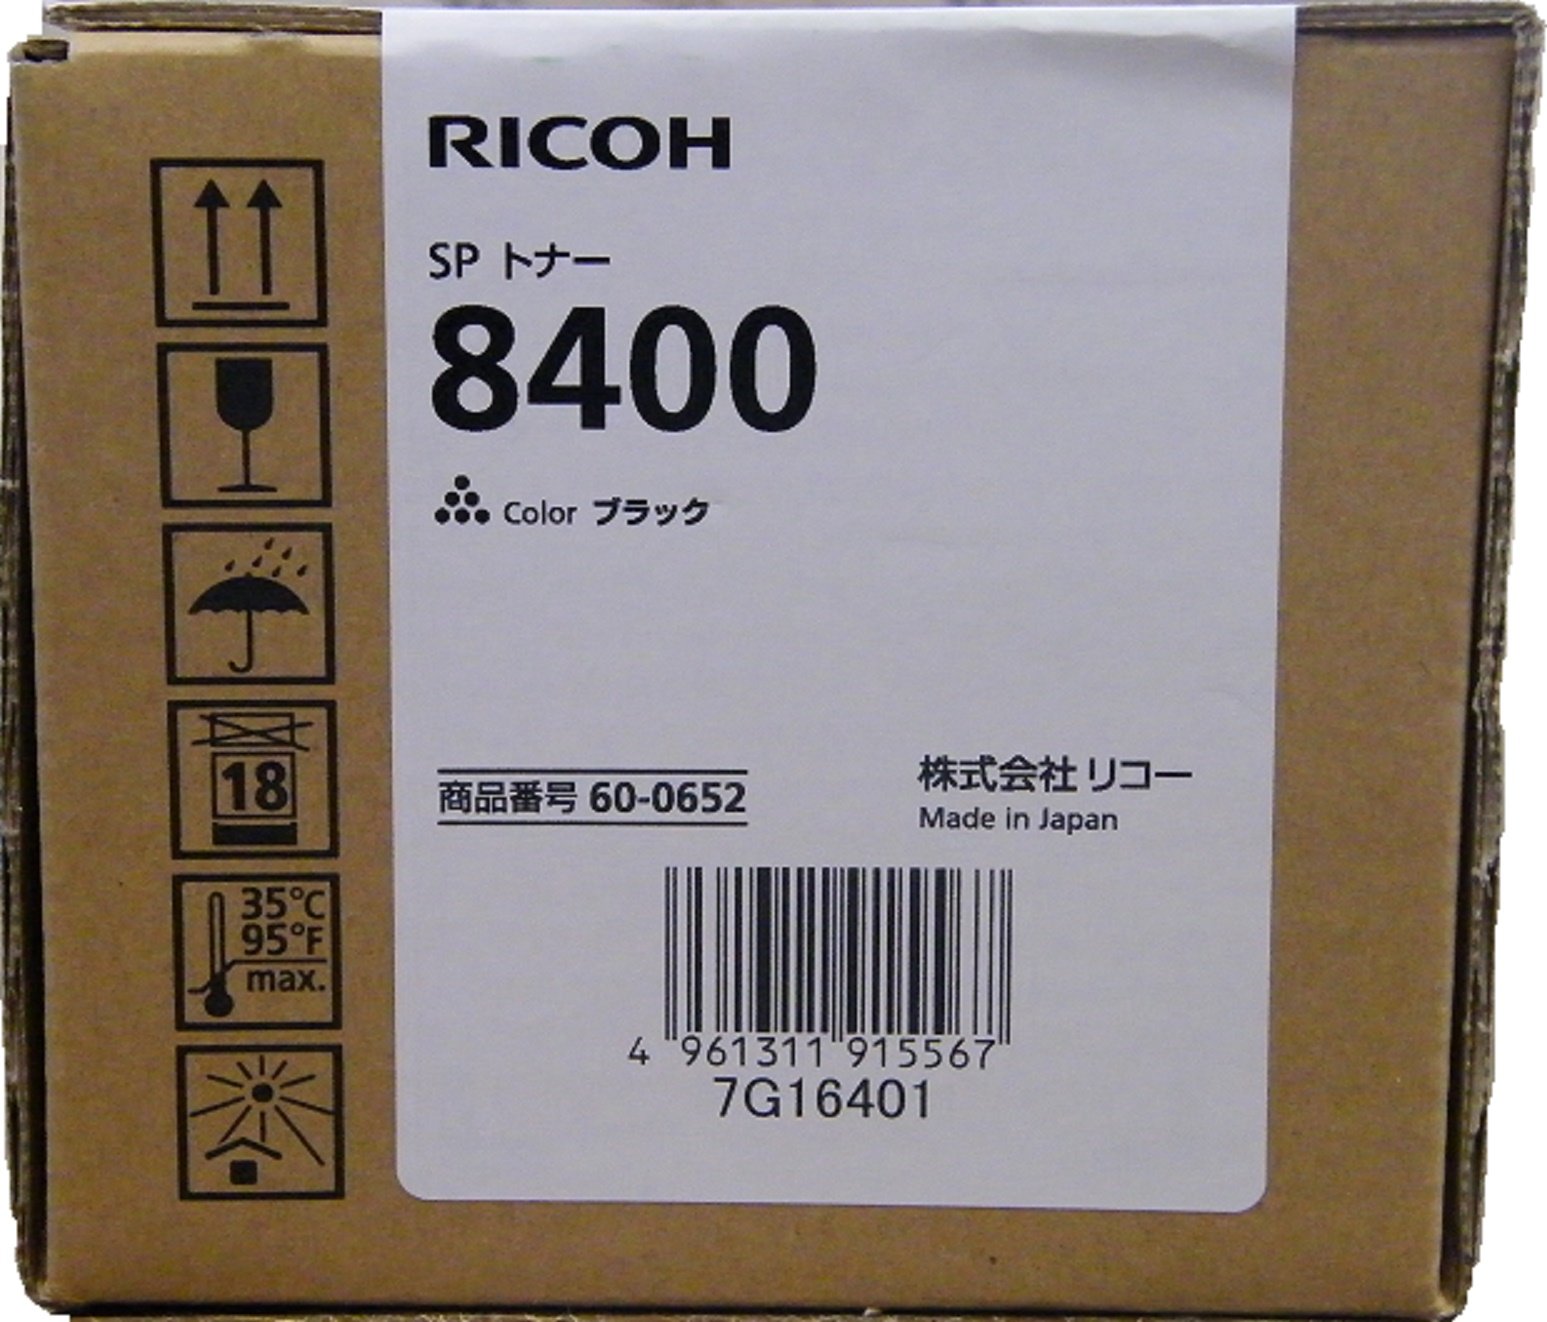 RICOH
SP トナー
8400
Color ブラック
商品番号 60-0652
株式会社 リコー
Made in Japan
4 961311 915567
7G16401
18
35°C
95°F
max.